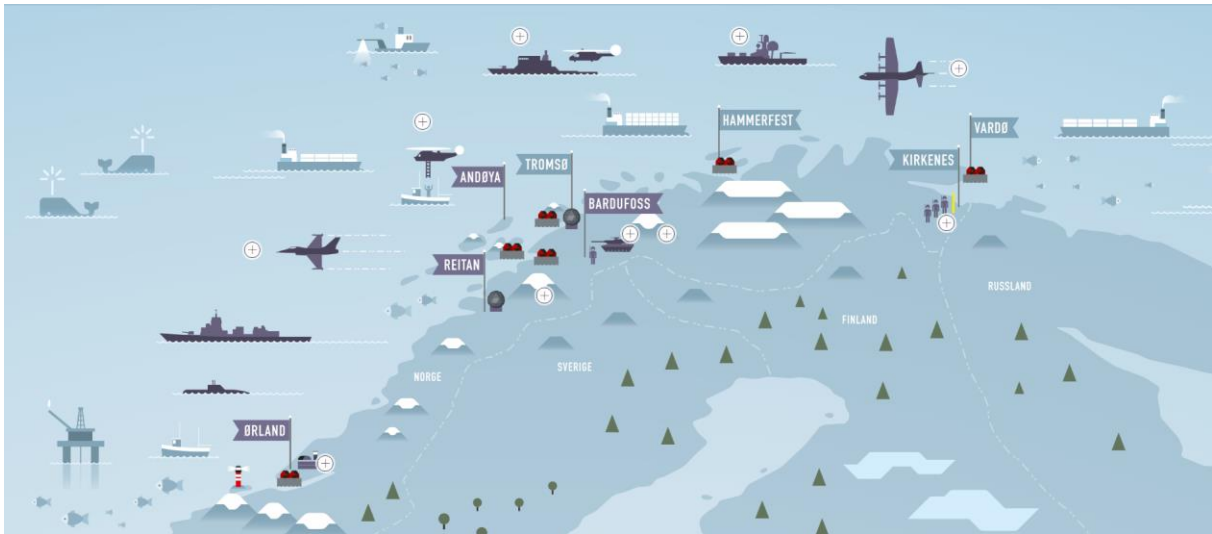 HAMMERFEST
VARDØ
KIRKENES
TROMSØ
ANDØYA
BARDUFOSS
REITAN
RUSSLAND
FINLAND
SVERIGE
NORGE
ØRLAND